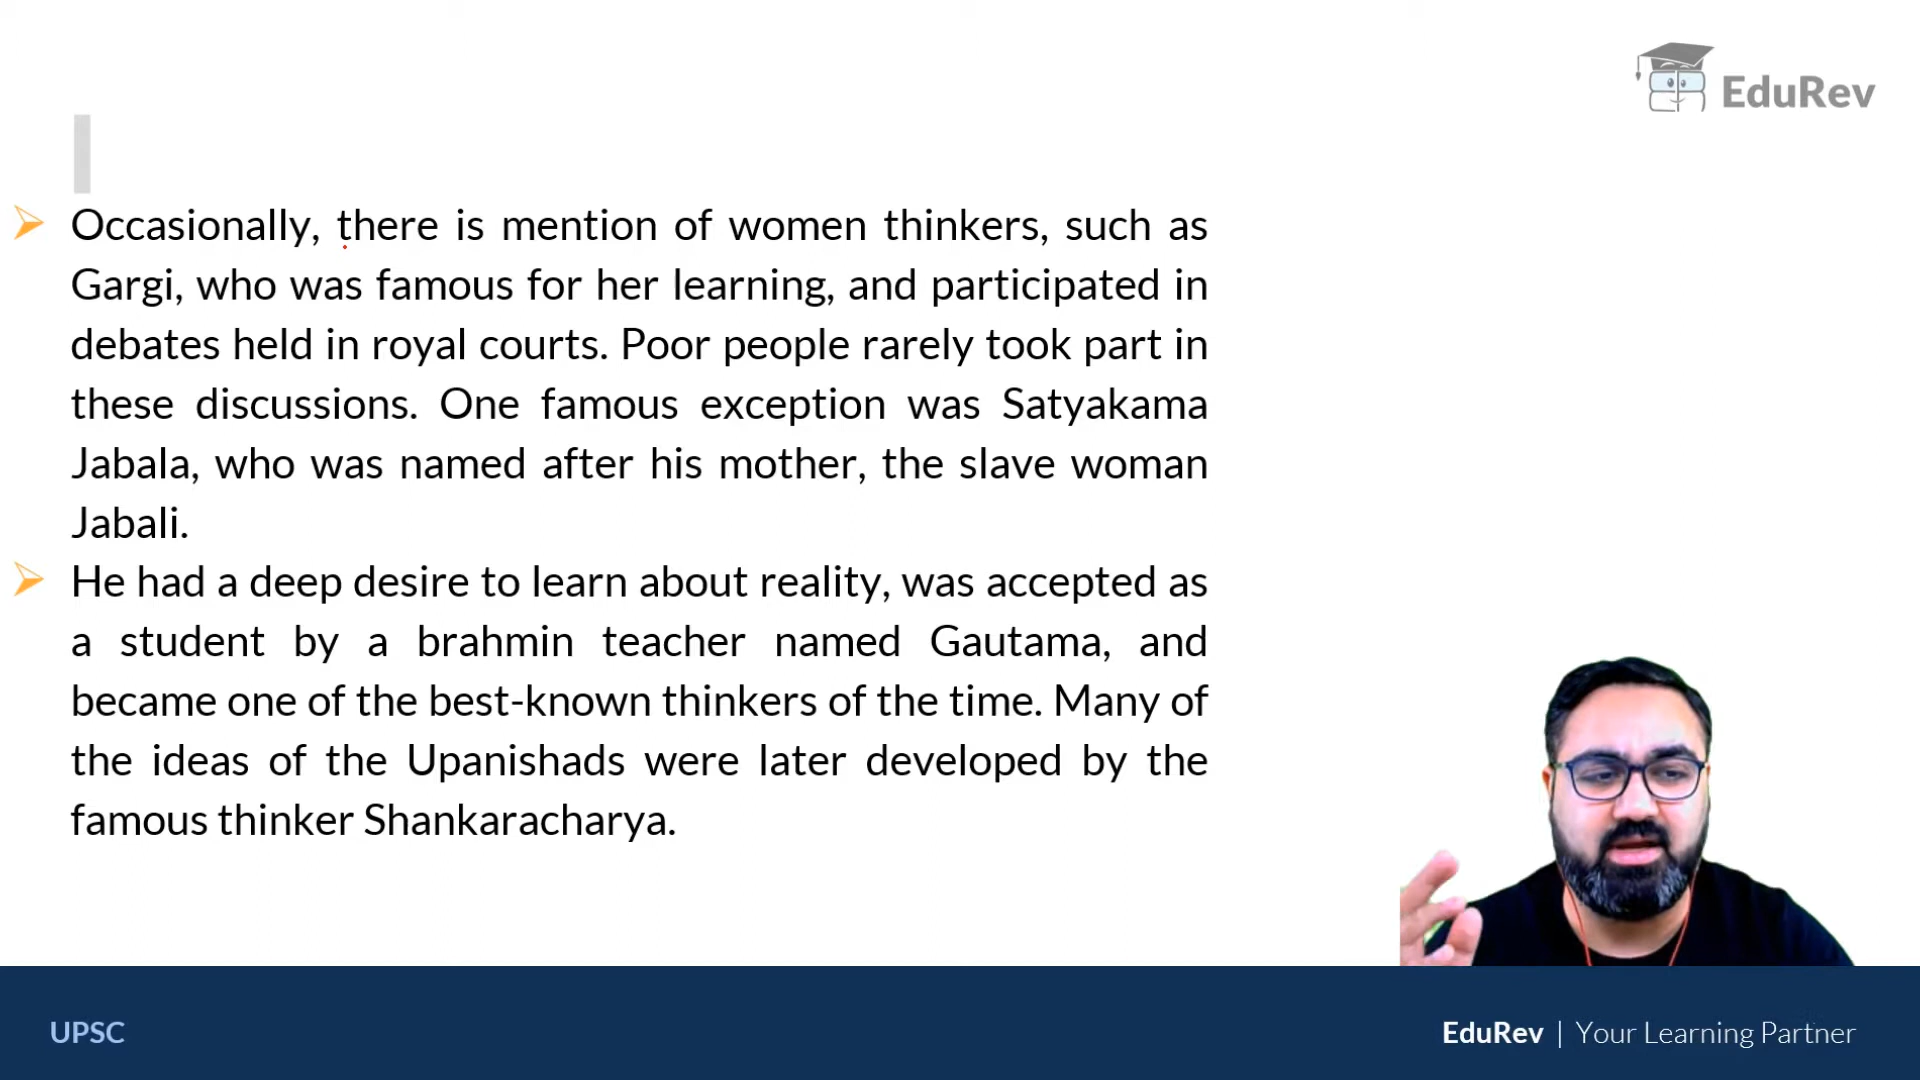 EduRev
Occasionally, there is mention of women thinkers, such as
Gargi, who was famous for her learning, and participated in
debates held in royal courts. Poor people rarely took part in
these discussions. One famous exception was Satyakama
Jabala, who was named after his mother, the slave woman
Jabali.
He had a deep desire to learn about reality, was accepted as
a student by a brahmin teacher named Gautama, and
became one of the best-known thinkers of the time. Many of
the ideas of the Upanishads were later developed by the
famous thinker Shankaracharya.
UPSC
EduRev | Your Learning Partner